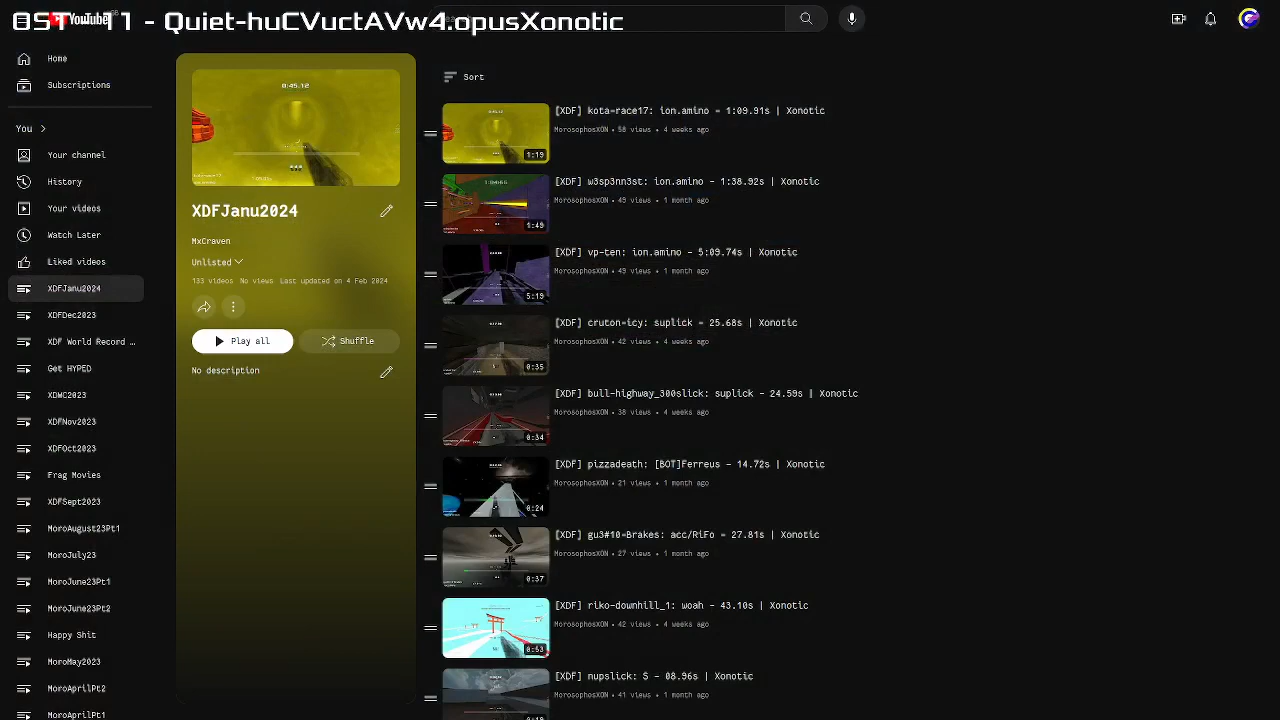 OST - 11 - Quiet-huCVuctAVw4.opusXonotic
YouTube
Home
Subscriptions
You
Your channel
History
Your videos
Watch Later
Liked videos
XDFJanu2024
XDFDec2023
XDF World Record ...
Get HYPED
XDWC2023
XDFNov2023
XDFOct2023
Frag Movies
XDFSept2023
MoroAugust23Pt1
MoroJuly23
MoroJune23Pt1
MoroJune23Pt2
Happy Shit
MoroMay2023
MoroAprilPt2
MoroAprilPt1
0:45.12
XDFJanu2024
MxCraven
Unlisted
133 videos No views Last updated on 4 Feb 2024
Play all
Shuffle
No description
Sort
1:19
[XDF] kota-race17: ion.amino - 1:09.91s | Xonotic
MorosophosXON • 58 views • 4 weeks ago
1:49
[XDF] w3sp3nn3st: ion.amino - 1:38.92s | Xonotic
MorosophosXON • 49 views • 1 month ago
5:19
[XDF] vp-ten: ion.amino - 5:09.74s | Xonotic
MorosophosXON • 49 views • 1 month ago
0:35
[XDF] cruton-icy: suplick - 25.68s | Xonotic
MorosophosXON • 42 views • 4 weeks ago
0:34
[XDF] bull-highway_300slick: suplick - 24.59s | Xonotic
MorosophosXON • 38 views • 4 weeks ago
0:24
[XDF] pizzadeath: [BOT]Ferreus - 14.72s | Xonotic
MorosophosXON • 21 views • 1 month ago
0:37
[XDF] gu3#10-Brakes: acc/RiFo - 27.81s | Xonotic
MorosophosXON • 27 views • 1 month ago
0:53
[XDF] riko-downhill_1: woah - 43.10s | Xonotic
MorosophosXON • 42 views • 4 weeks ago
[XDF] nupslick: S - 08.96s | Xonotic
MorosophosXON • 41 views • 1 month ago